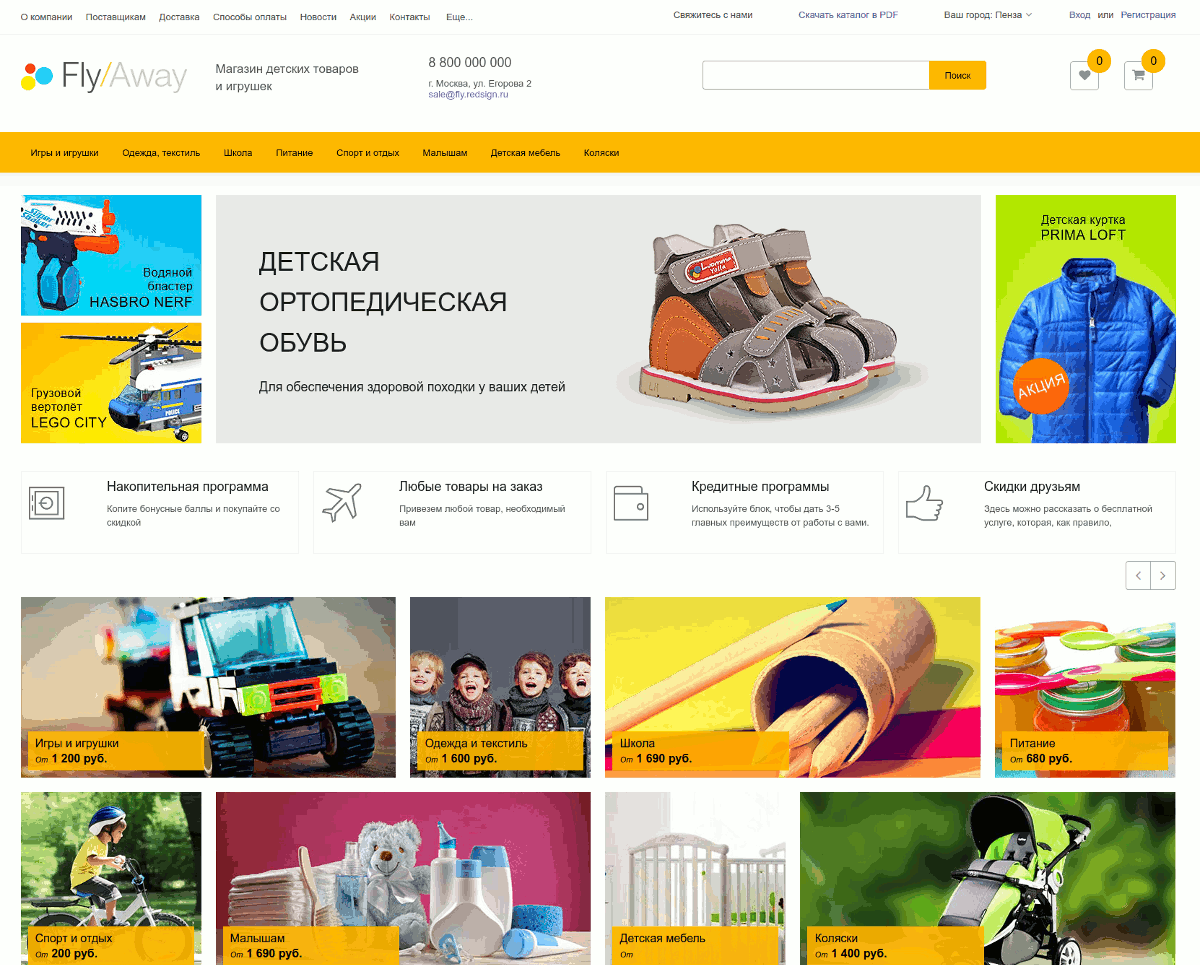 О компании Поставщикам Доставка Способы оплаты Новости Акции Контакты Еще...
Свяжитесь с нами Скачать каталог в PDF Ваш город: Пенза Вход или Регистрация
Fly/Away
Магазин детских товаров
и игрушек
8 800 000 000
г. Москва, ул. Егорова 2
sale@fly.redsign.ru
Поиск
0
0
Игры и игрушки Одежда, текстиль Школа Питание Спорт и отдых Малышам Детская мебель Коляски
Водяной
бластер
HASBRO NERF
Грузовой
вертолёт
LEGO CITY
POLICE
ДЕТСКАЯ
ОРТОПЕДИЧЕСКАЯ
ОБУВЬ
Для обеспечения здоровой походки у ваших детей
Детская куртка
PRIMA LOFT
АКЦИЯ
Накопительная программа
Копите бонусные баллы и покупайте со
скидкой
Любые товары на заказ
Привезем любой товар, необходимый
вам
Кредитные программы
Используйте блок, чтобы дать 3-5
главных преимуществ от работы с вами.
Скидки друзьям
Здесь можно рассказать о бесплатной
услуге, которая, как правило,
Игры и игрушки
От 1 200 руб.
Одежда и текстиль
От 1 600 руб.
Школа
От 1 690 руб.
Питание
От 680 руб.
Спорт и отдых
От 200 руб.
Малышам
От 1 690 руб.
Детская мебель
От
Коляски
От 1 400 руб.